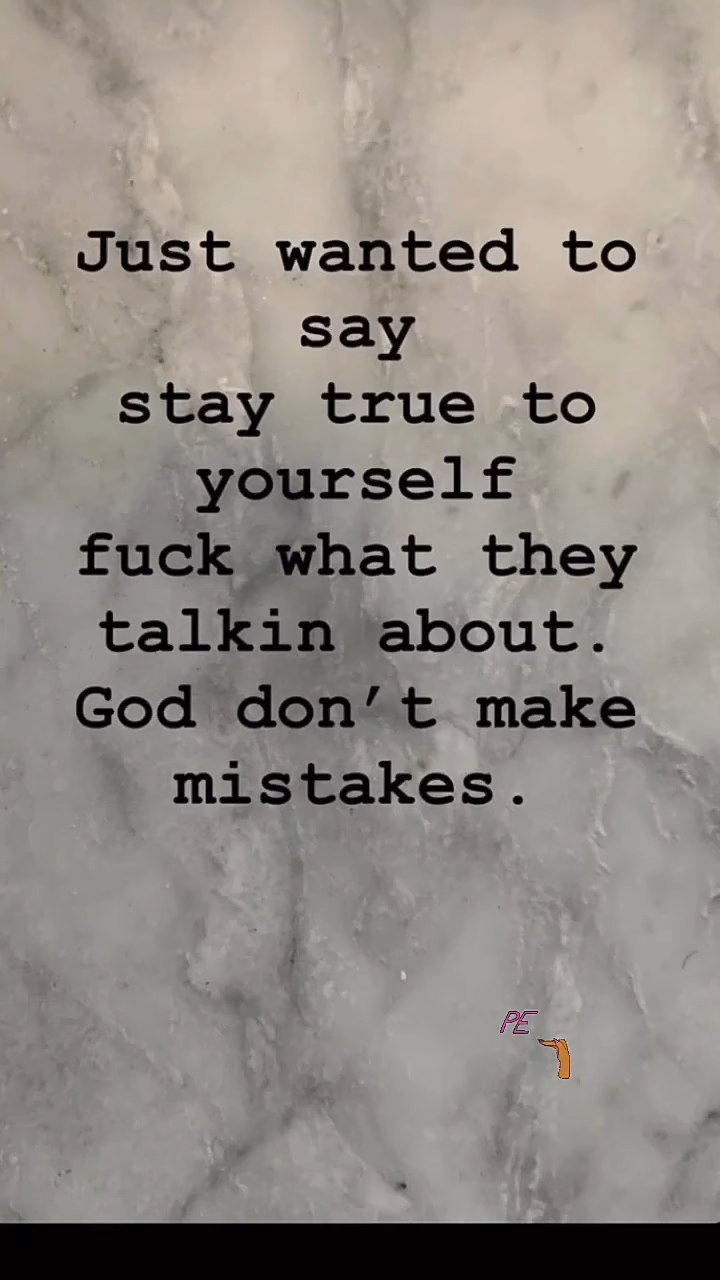 Just wanted to
say
stay true to
yourself
fuck what they
talkin about.
God don’t make
mistakes.
PE